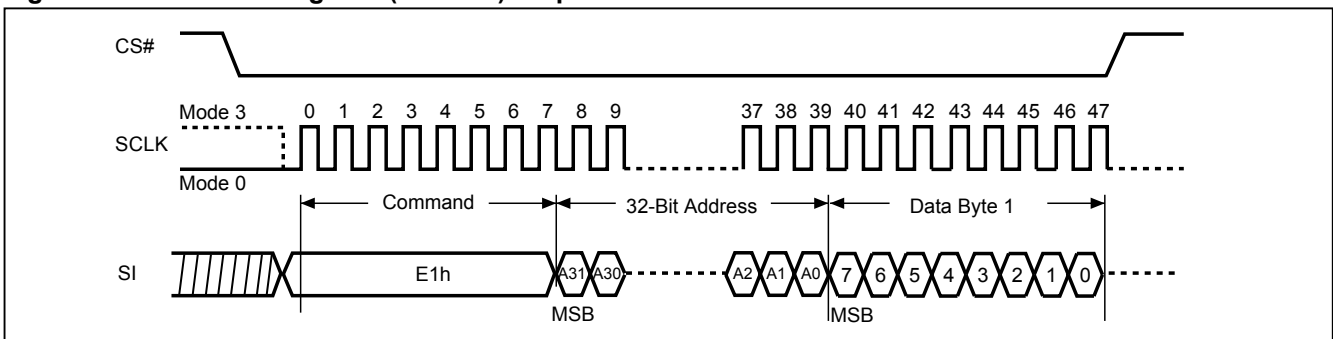 CS#
Mode 3 0 1 2 3 4 5 6 7 8 9 37 38 39 40 41 42 43 44 45 46 47
SCLK
Mode 0
Command 32-Bit Address Data Byte 1
SI E1h A31 A30 A2 A1 A0 7 6 5 4 3 2 1 0
MSB MSB